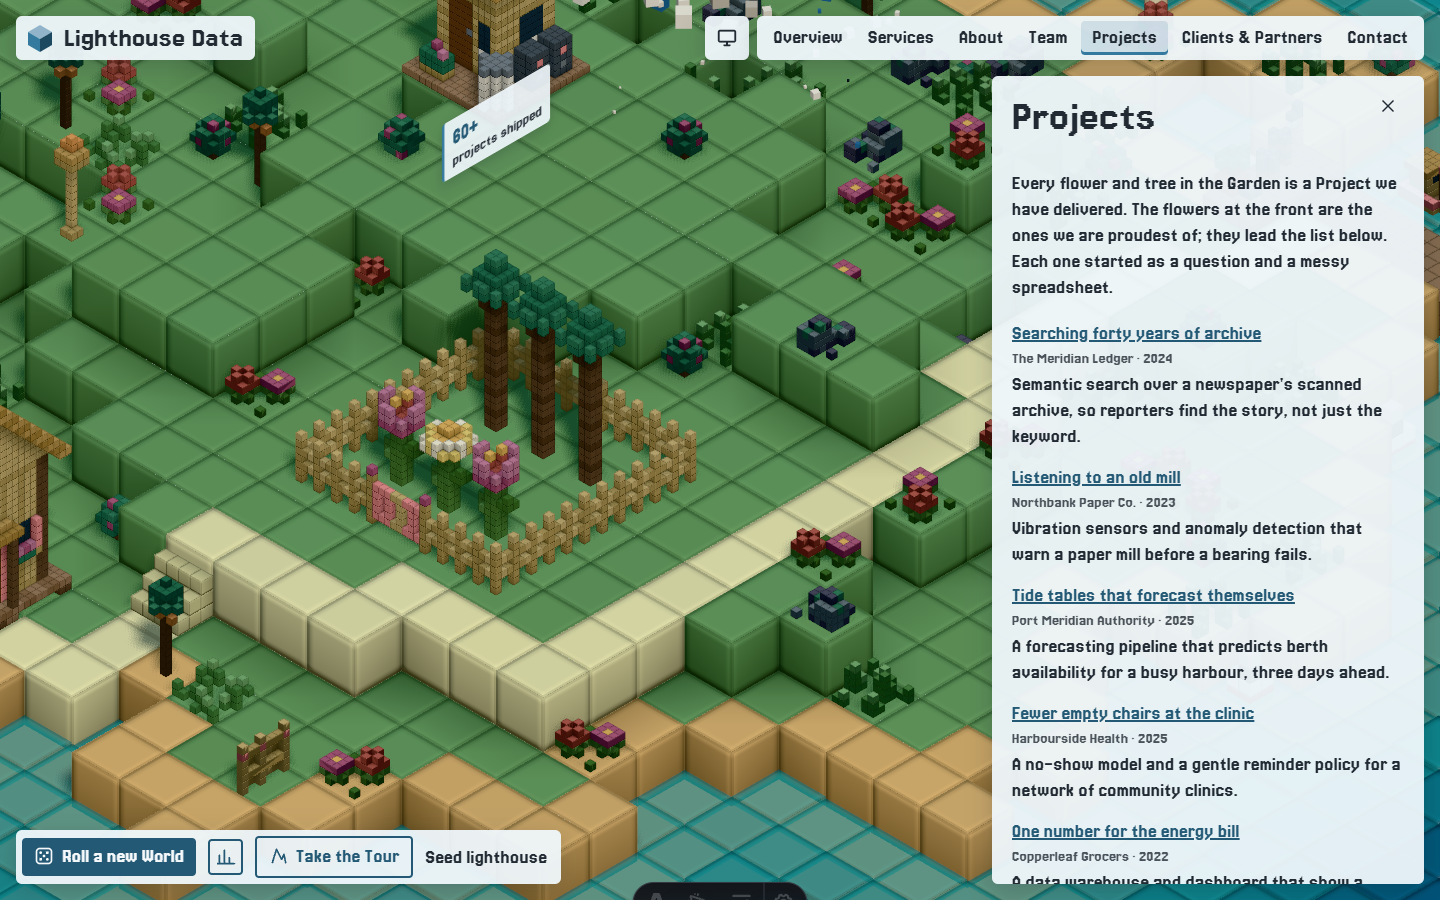 Lighthouse Data
Overview
Services
About
Team
Projects
Clients & Partners
Contact
60+
projects shipped
Projects
Every flower and tree in the Garden is a Project we
have delivered. The flowers at the front are the
ones we are proudest of; they lead the list below.
Each one started as a question and a messy
spreadsheet.
Searching forty years of archive
The Meridian Ledger · 2024
Semantic search over a newspaper's scanned
archive, so reporters find the story, not just the
keyword.
Listening to an old mill
Northbank Paper Co. · 2023
Vibration sensors and anomaly detection that
warn a paper mill before a bearing fails.
Tide tables that forecast themselves
Port Meridian Authority · 2025
A forecasting pipeline that predicts berth
availability for a busy harbour, three days ahead.
Fewer empty chairs at the clinic
Harbourside Health · 2025
A no-show model and a gentle reminder policy for a
network of community clinics.
One number for the energy bill
Copperleaf Grocers · 2022
A data warehouse and dashboard that show a
Roll a new World
Take the Tour
Seed lighthouse